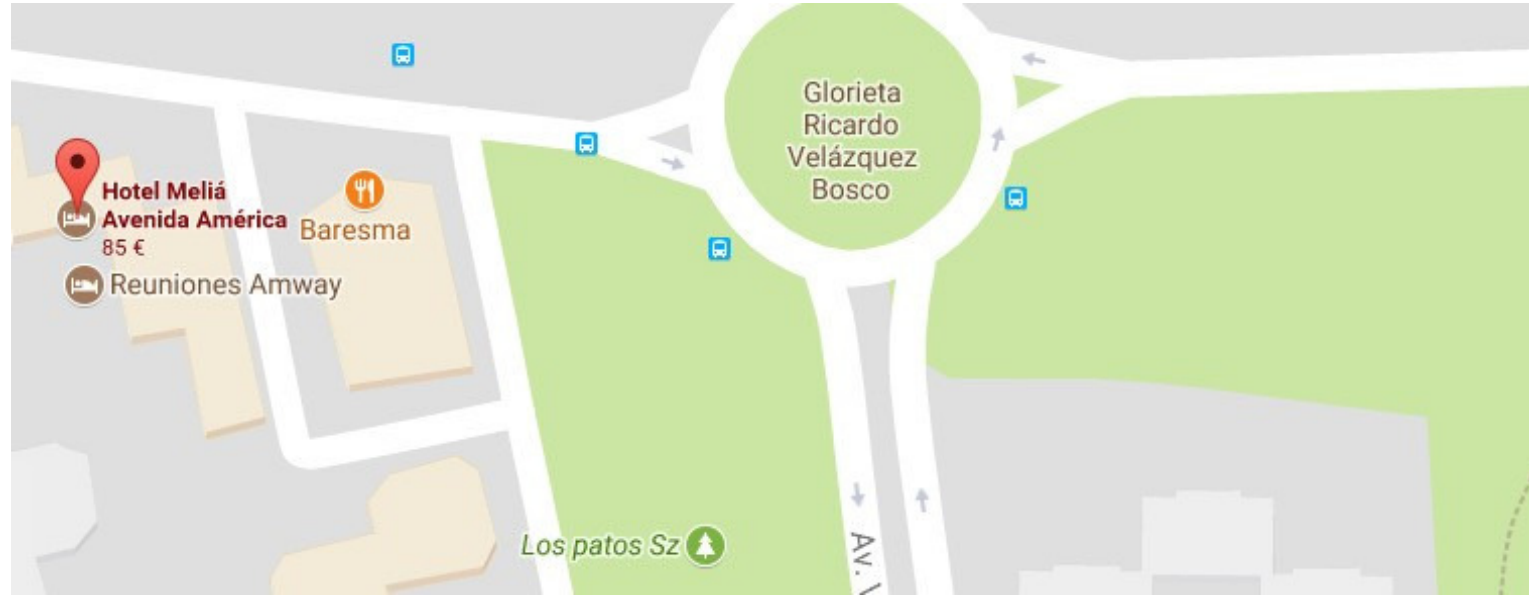 Glorieta
Ricardo
Velázquez
Bosco
Hotel Meliá
Avenida América
85 €
Baresma
Reuniones Amway
Los patos Sz
Av.